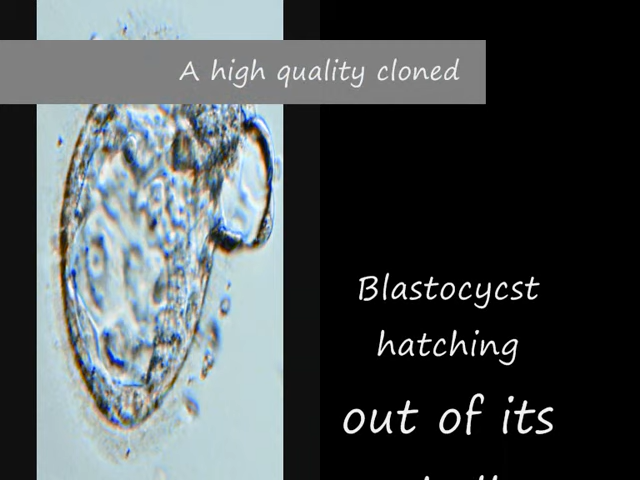 A high quality cloned
Blastocycst
hatching
out of its